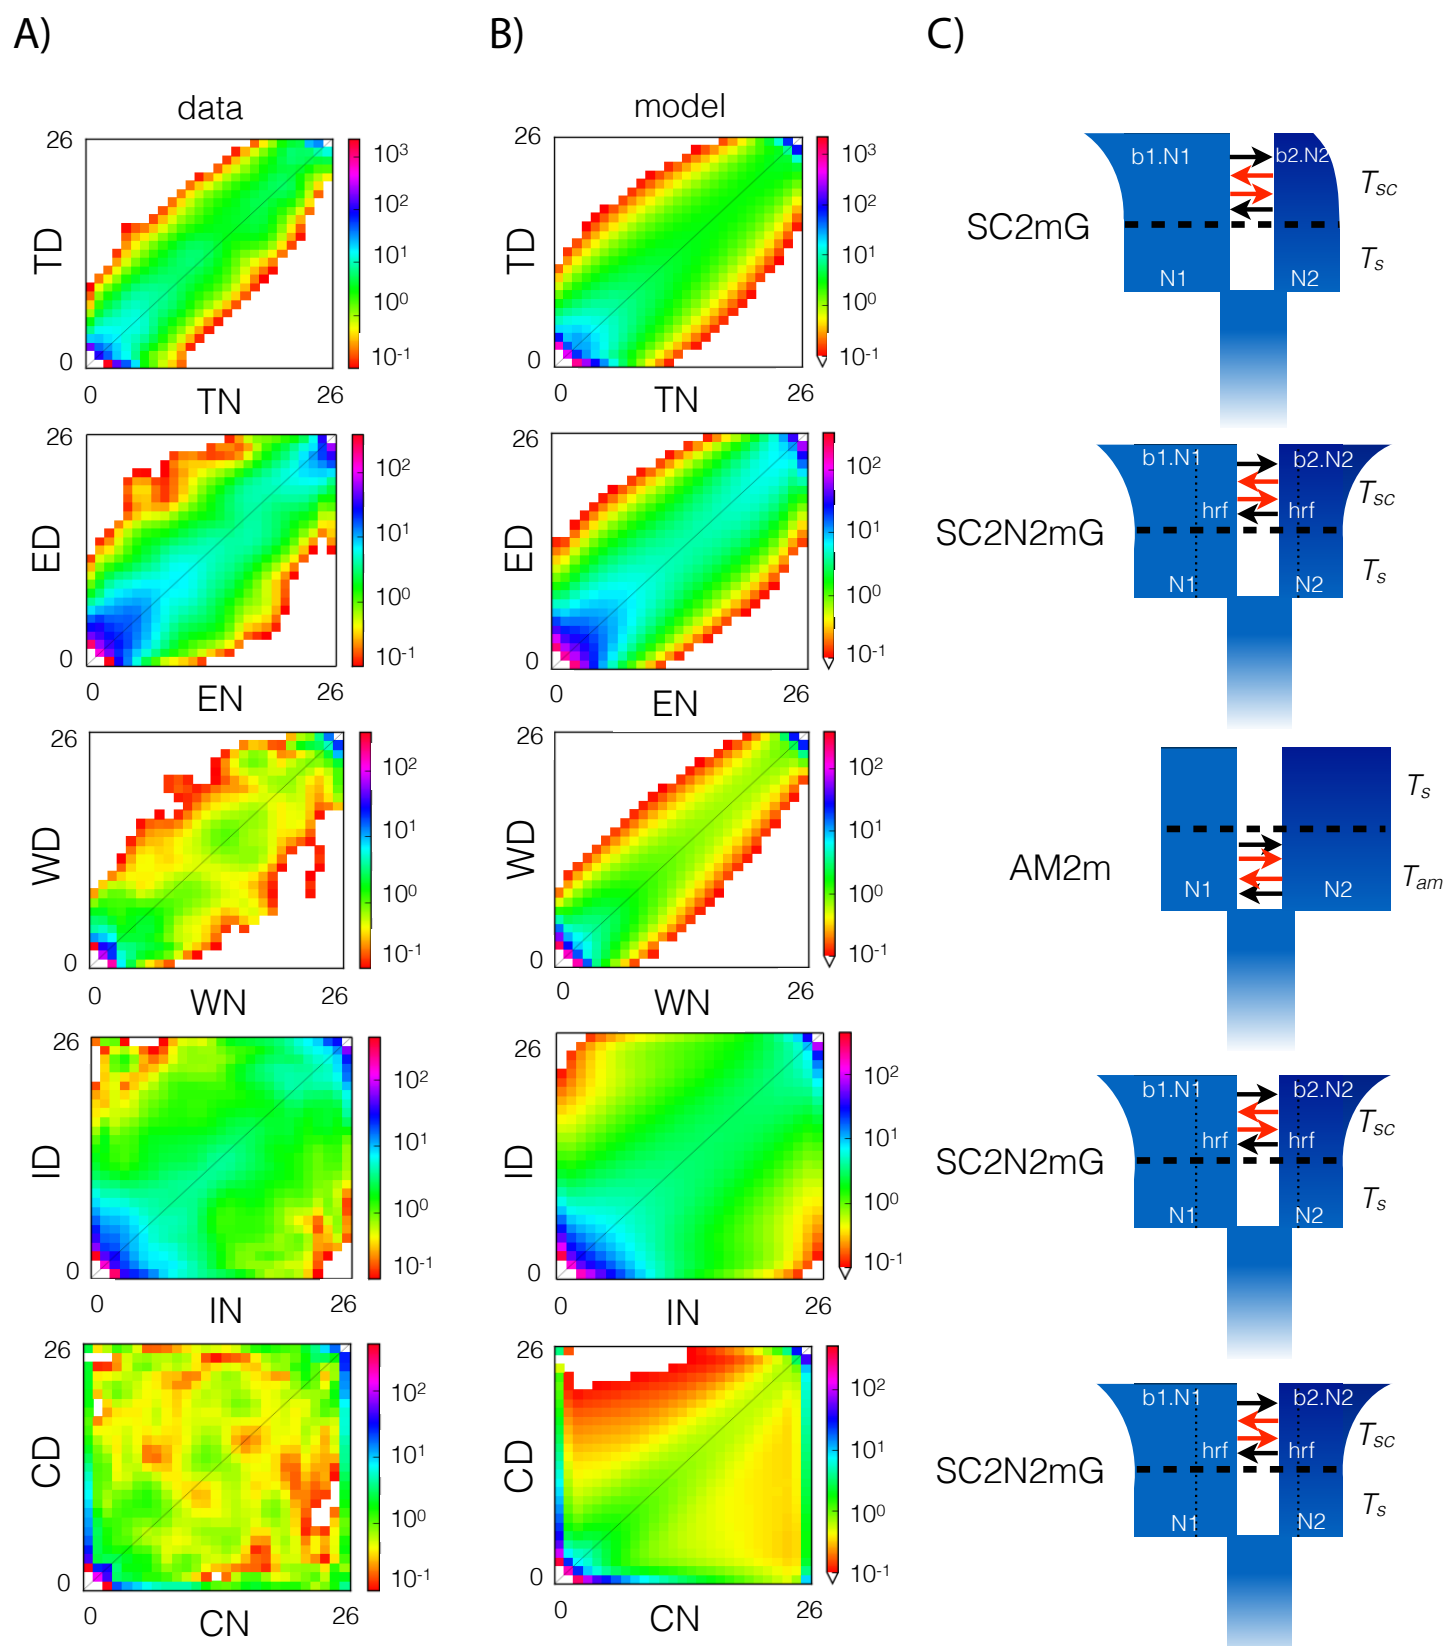 A)
B)
C)
data
model
26
TD
0
0
TN
26
10³
10²
10¹
10⁰
10⁻¹
26
TD
0
0
TN
26
10³
10²
10¹
10⁰
10⁻¹
SC2mG
b1.N1
b2.N2
Tsc
Ts
N1
N2
26
ED
0
0
EN
26
10²
10¹
10⁰
10⁻¹
26
ED
0
0
EN
26
10²
10¹
10⁰
10⁻¹
SC2N2mG
b1.N1
b2.N2
Tsc
hrf
hrf
Ts
N1
N2
26
WD
0
0
WN
26
10²
10¹
10⁰
10⁻¹
26
WD
0
0
WN
26
10²
10¹
10⁰
10⁻¹
AM2m
Ts
Tam
N1
N2
26
ID
0
0
IN
26
10²
10¹
10⁰
10⁻¹
26
ID
0
0
IN
26
10²
10¹
10⁰
10⁻¹
SC2N2mG
b1.N1
b2.N2
Tsc
hrf
hrf
Ts
N1
N2
26
CD
0
0
CN
26
10²
10¹
10⁰
10⁻¹
26
CD
0
0
CN
26
10²
10¹
10⁰
10⁻¹
SC2N2mG
b1.N1
b2.N2
Tsc
hrf
hrf
Ts
N1
N2